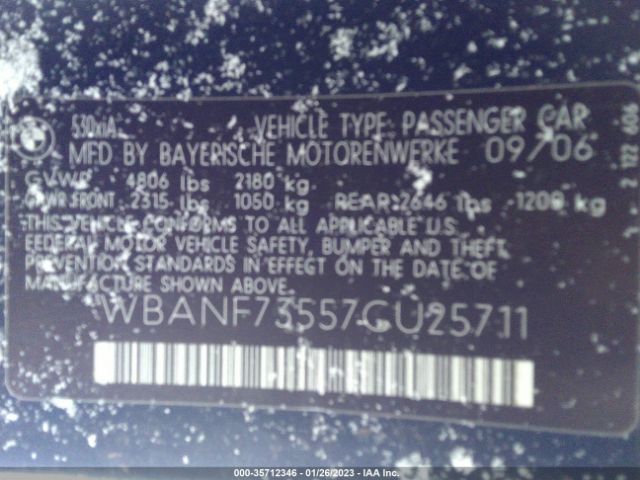 530xiA VEHICLE TYPE: PASSENGER CAR
MFD BY BAYERISCHE MOTORENWERKE 09/06
GVWR 4806 lbs 2180 kg
GAWR FRONT 2315 lbs 1050 kg REAR 2646 lbs 1208 kg
THIS VEHICLE CONFORMS TO ALL APPLICABLE U.S.
FEDERAL MOTOR VEHICLE SAFETY, BUMPER AND THEFT
PREVENTION STANDARDS IN EFFECT ON THE DATE OF
MANUFACTURE SHOWN ABOVE.
WBANF73557CU25711
000-35712346 - 01/26/2023 - IAA Inc.